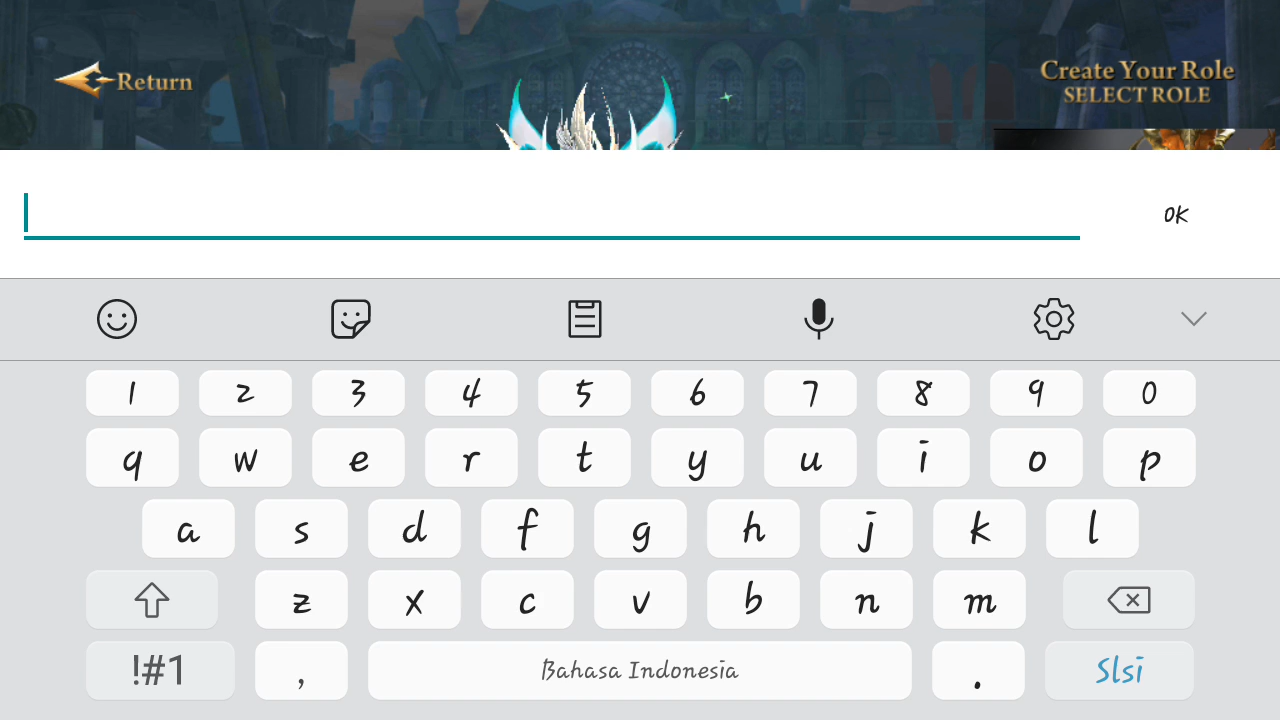 Return
Create Your Role
SELECT ROLE
OK
1 2 3 4 5 6 7 8 9 0
q w e r t y u i o p
a s d f g h j k l
z x c v b n m
!#1 , Bahasa Indonesia . Slsi